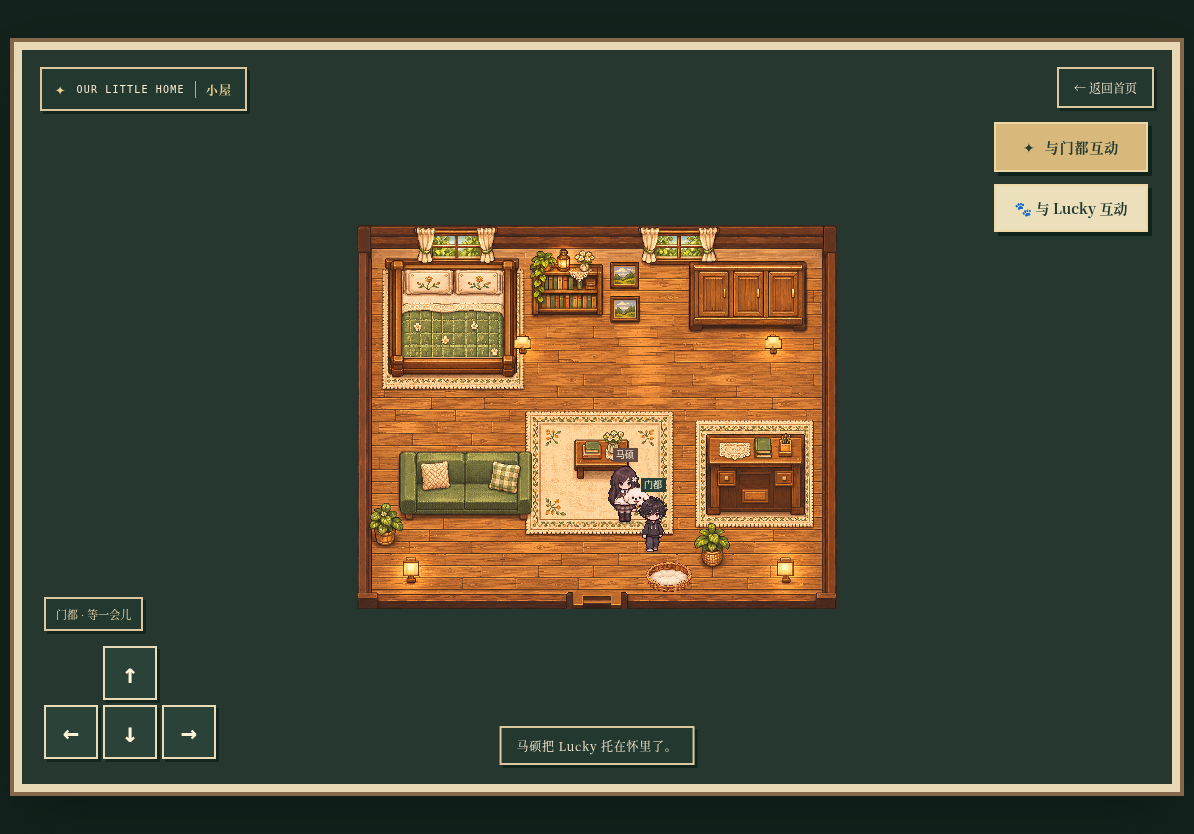 ✦ OUR LITTLE HOME | 小屋
← 返回首页
✦ 与门都互动
🐾 与 Lucky 互动
马硕
门都
门都 · 等一会儿
↑
← ↓ →
马硕把 Lucky 托在怀里了。